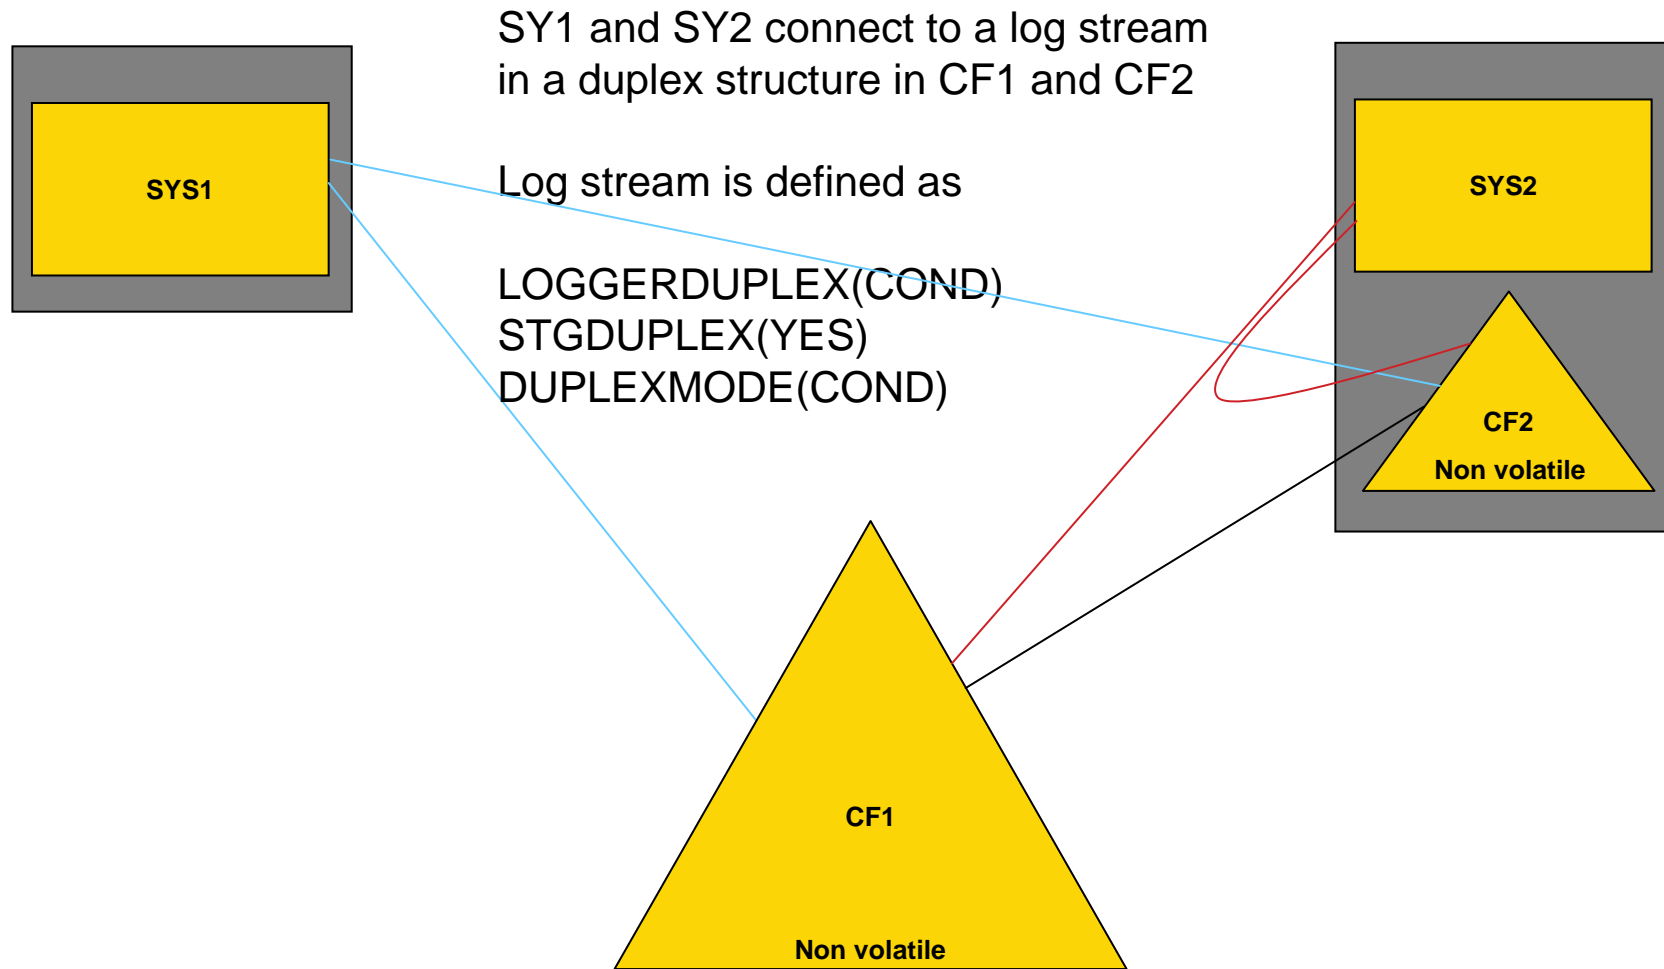 SY1 and SY2 connect to a log stream
in a duplex structure in CF1 and CF2
Log stream is defined as
LOGGERDUPLEX(COND)
STGDUPLEX(YES)
DUPLEXMODE(COND)
SYS1
SYS2
CF2
Non volatile
CF1
Non volatile